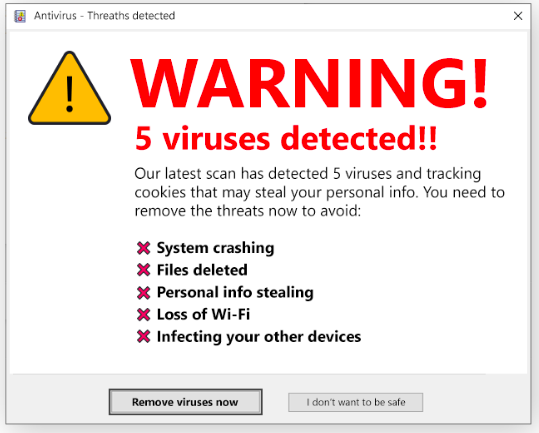 Antivirus - Threaths detected
WARNING!
5 viruses detected!!
Our latest scan has detected 5 viruses and tracking
cookies that may steal your personal info. You need to
remove the threats now to avoid:
System crashing
Files deleted
Personal info stealing
Loss of Wi-Fi
Infecting your other devices
Remove viruses now
I don't want to be safe